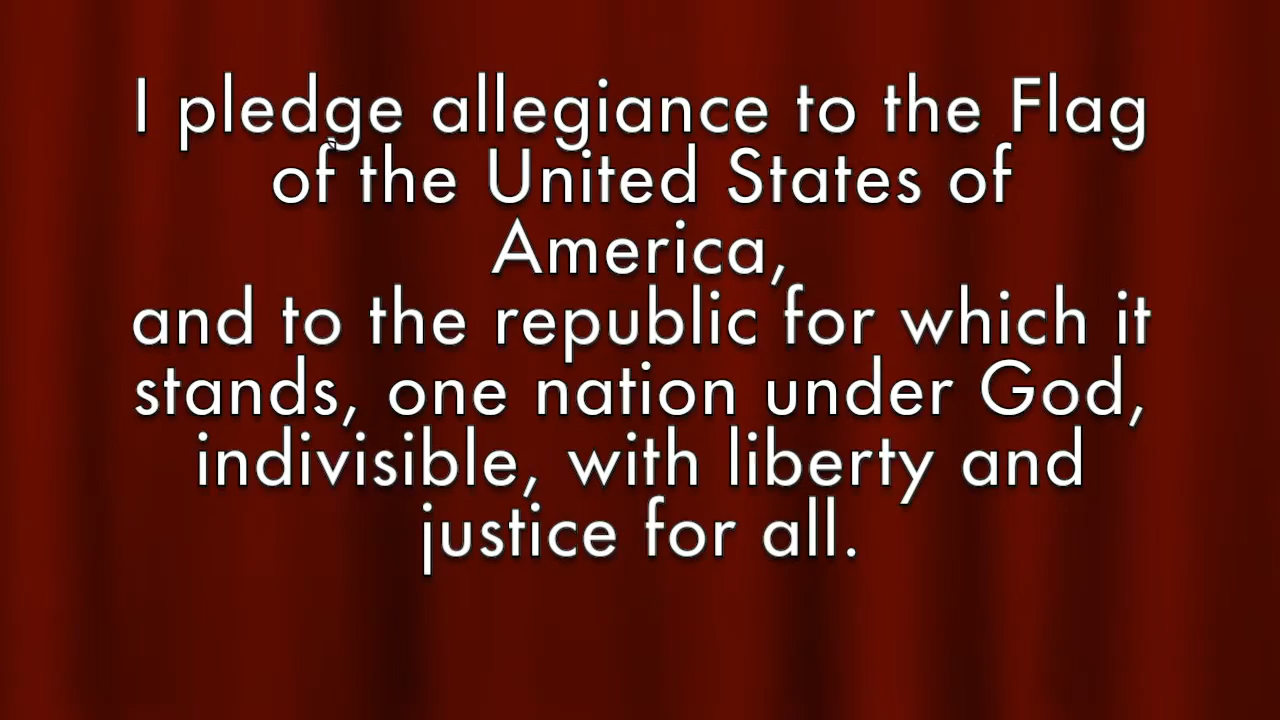 I pledge allegiance to the Flag
of the United States of
America,
and to the republic for which it
stands, one nation under God,
indivisible, with liberty and
justice for all.